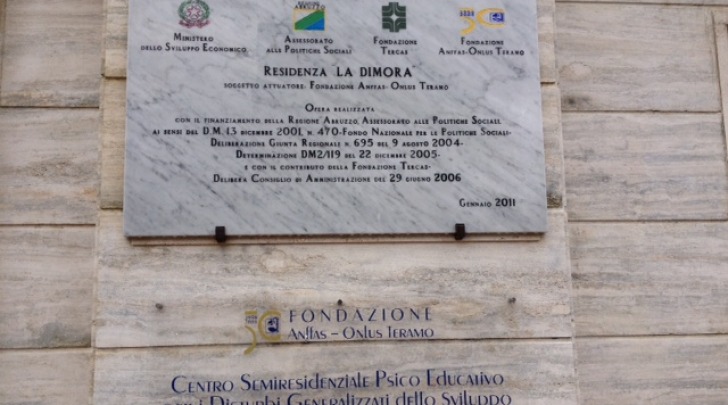 Ministero
dello Sviluppo Economico
REGIONE
ABRUZZO
Assessorato
alle Politiche Sociali
Fondazione
Tercas
Fondazione
Anffas-Onlus Teramo
Residenza LA DIMORA
soggetto attuatore: Fondazione Anffas-Onlus Teramo
Opera realizzata
con il finanziamento della Regione Abruzzo, Assessorato alle Politiche Sociali
ai sensi del D.M. 13 dicembre 2001, n. 470-Fondo Nazionale per le Politiche Sociali-
Deliberazione Giunta Regionale n. 695 del 9 agosto 2004-
Determinazione DM2/119 del 22 dicembre 2005-
e con il contributo della Fondazione Tercas-
Delibera Consiglio di Amministrazione del 29 giugno 2006
Gennaio 2011
FONDAZIONE
Anffas – Onlus Teramo
Centro Semiresidenziale Psico Educativo
Disturbi Generalizzati dello Sviluppo